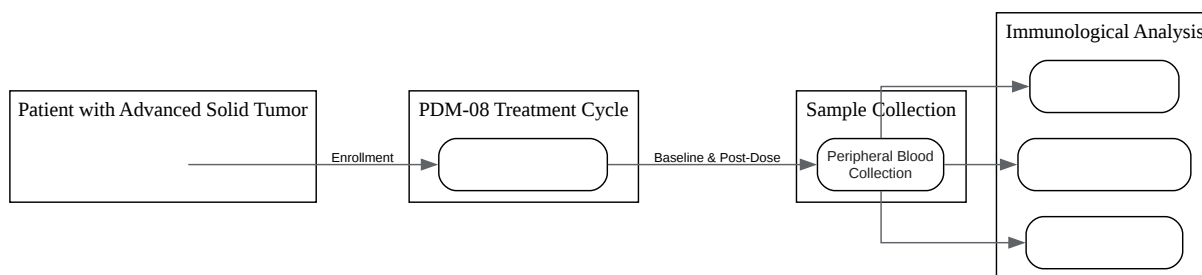 Immunological Analysis
Patient with Advanced Solid Tumor
PDM-08 Treatment Cycle
Sample Collection
Enrollment
Baseline & Post-Dose
Peripheral Blood
Collection